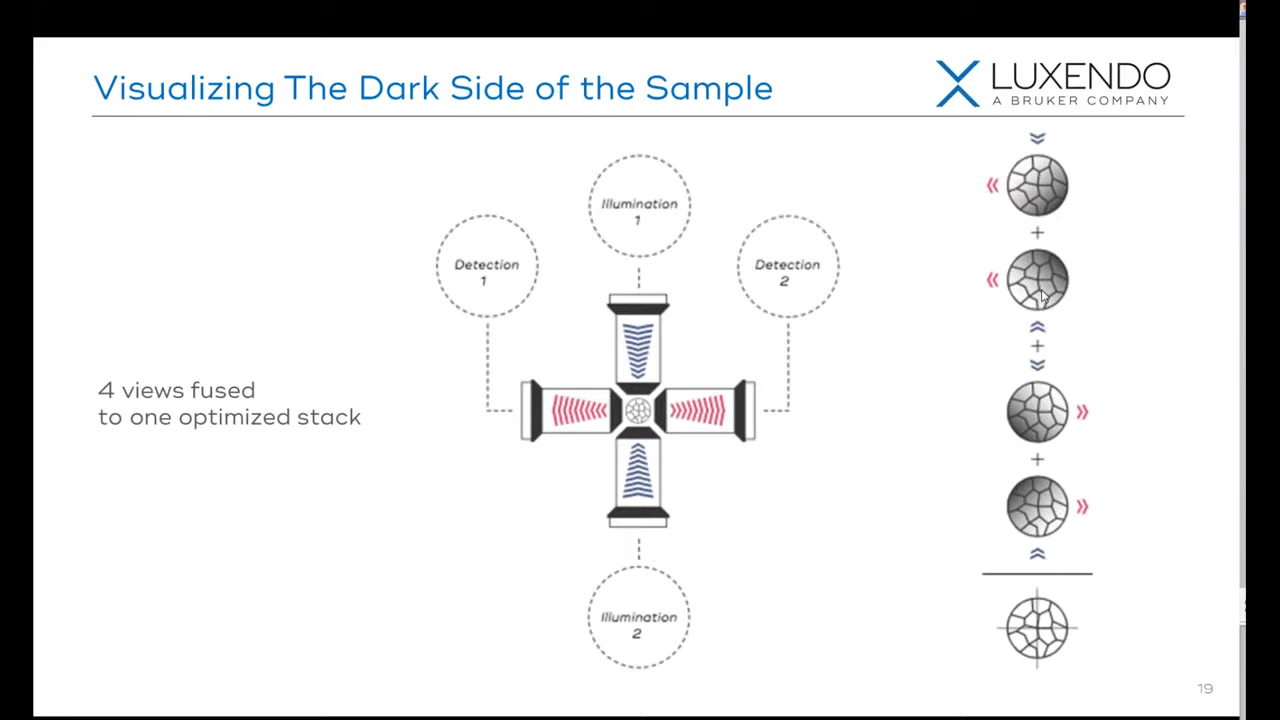 Visualizing The Dark Side of the Sample
LUXENDO
A BRUKER COMPANY
Illumination
1
Detection
1
Detection
2
4 views fused
to one optimized stack
Illumination
2
+
+
+
19